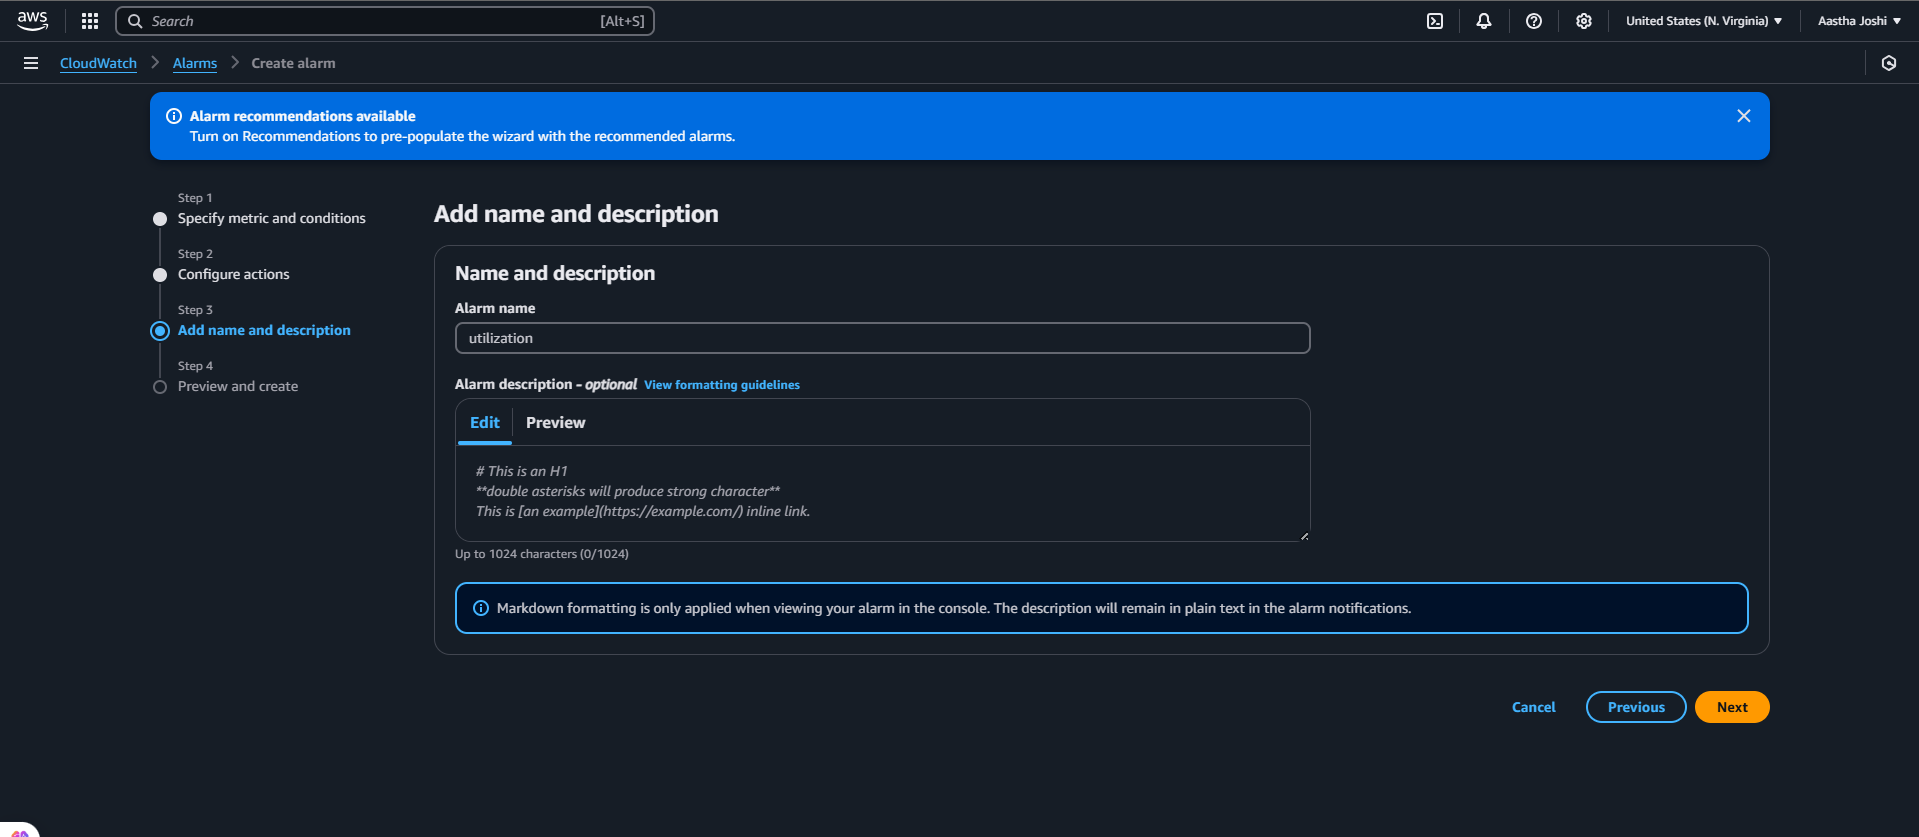 aws
Search [Alt+S]
United States (N. Virginia)
Aastha Joshi
CloudWatch
Alarms
Create alarm
Alarm recommendations available
Turn on Recommendations to pre-populate the wizard with the recommended alarms.
Step 1
Specify metric and conditions
Step 2
Configure actions
Step 3
Add name and description
Step 4
Preview and create
Add name and description
Name and description
Alarm name
utilization
Alarm description - optional View formatting guidelines
Edit Preview
# This is an H1
**double asterisks will produce strong character**
This is [an example](https://example.com/) inline link.
Up to 1024 characters (0/1024)
Markdown formatting is only applied when viewing your alarm in the console. The description will remain in plain text in the alarm notifications.
Cancel
Previous
Next